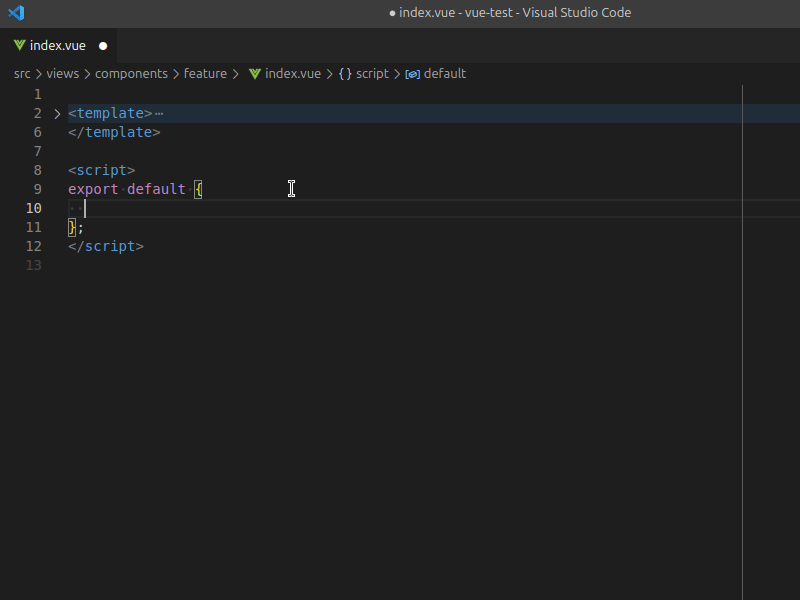 ● index.vue - vue-test - Visual Studio Code
index.vue ●
src > views > components > feature > index.vue > {} script > default
1
2 > <template>⋯
6 </template>
7
8 <script>
9 export·default·{
10 ··
11 };
12 </script>
13